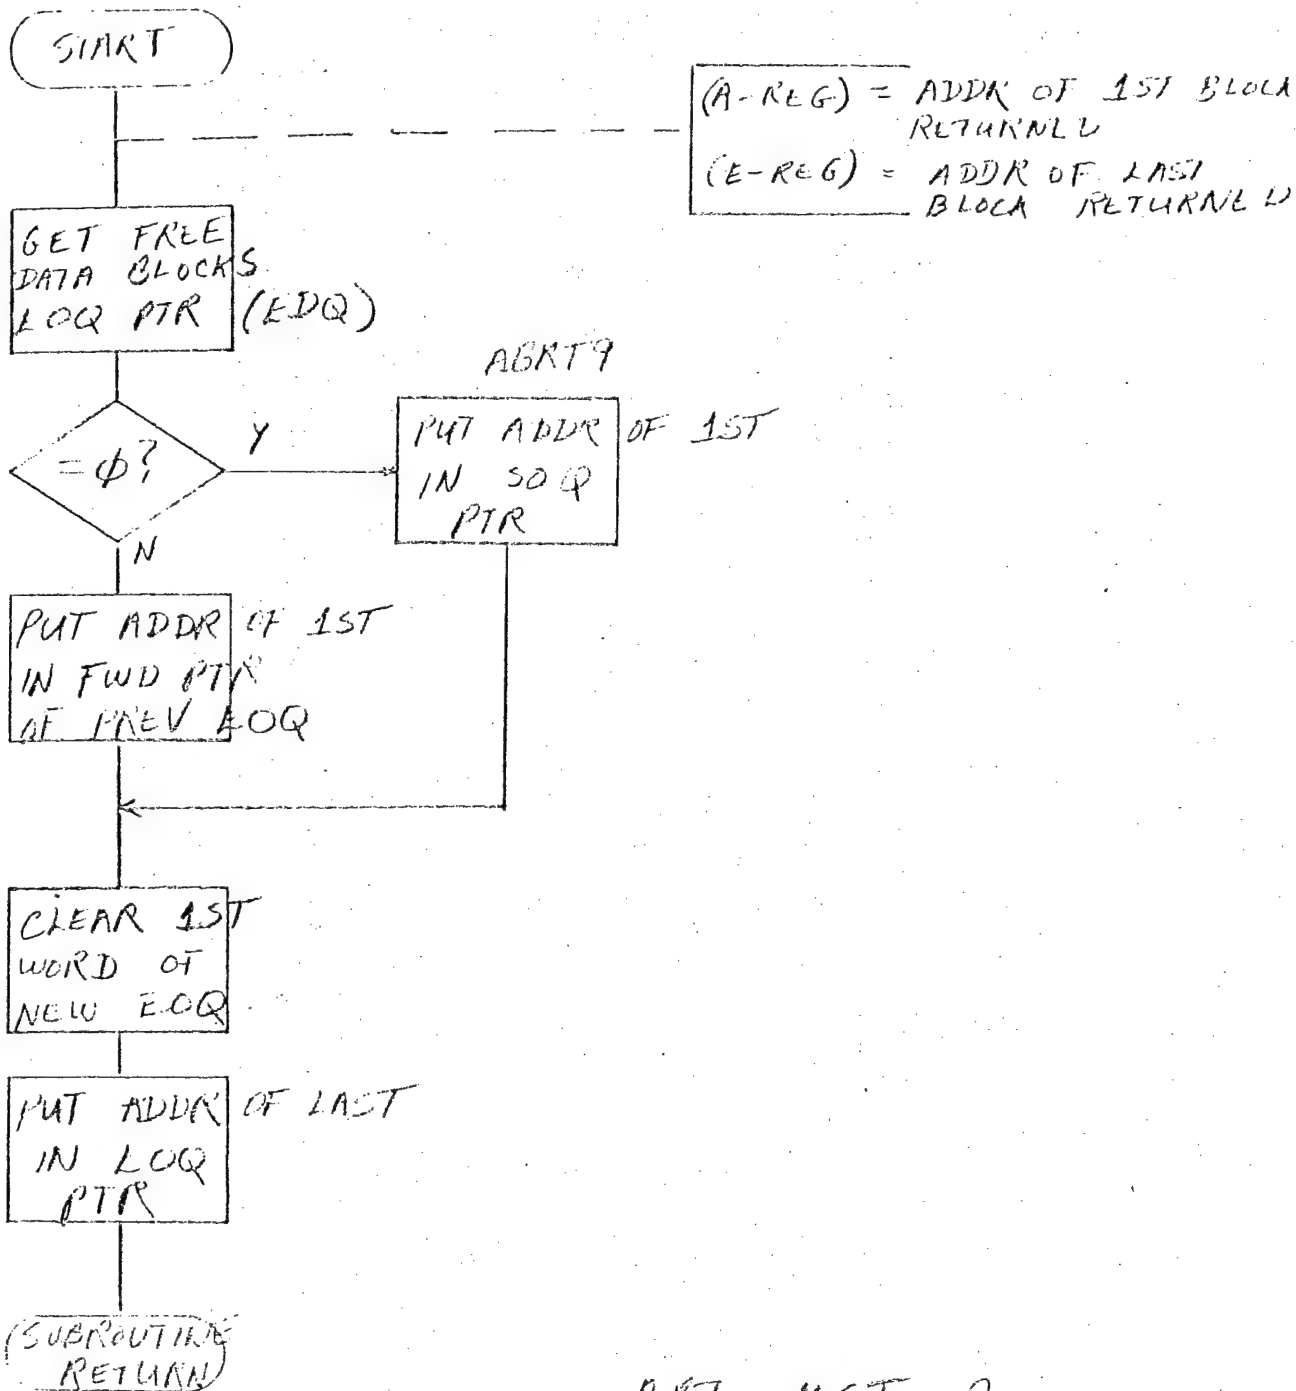 START
(A-REG) = ADDR OF 1ST BLOCK
RETURNED
(E-REG) = ADDR OF LAST
BLOCK RETURNED
GET FREE
DATA BLOCKS
EOQ PTR (EDQ)
= ϕ?
Y
N
ABRT9
PUT ADDR OF 1ST
IN SOQ
PTR
PUT ADDR OF 1ST
IN FWD PTR
OF PREV EOQ
CLEAR 1ST
WORD OF
NEW EOQ
PUT ADDR OF LAST
IN EOQ
PTR
SUBROUTINE
RETURN